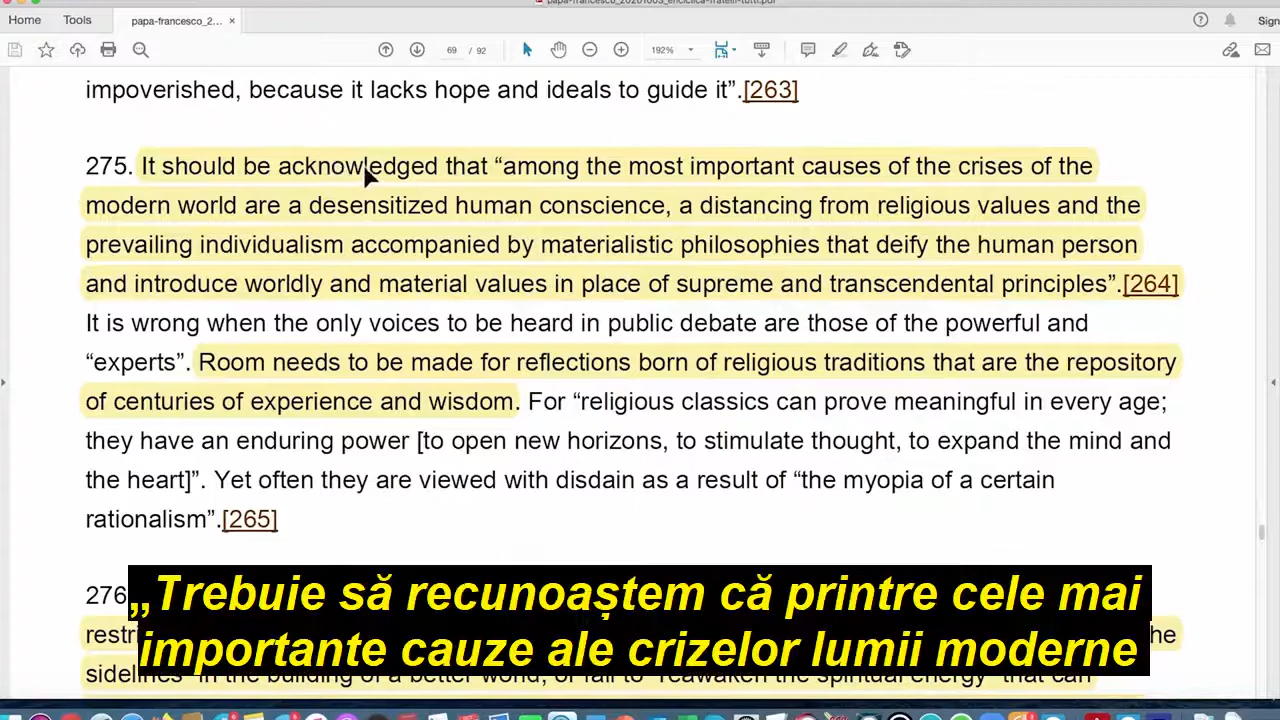 Home Tools papa-francesco_2... × Sign
69 / 92 192%
impoverished, because it lacks hope and ideals to guide it”.[263]
275. It should be acknowledged that “among the most important causes of the crises of the
modern world are a desensitized human conscience, a distancing from religious values and the
prevailing individualism accompanied by materialistic philosophies that deify the human person
and introduce worldly and material values in place of supreme and transcendental principles”.[264]
It is wrong when the only voices to be heard in public debate are those of the powerful and
“experts”. Room needs to be made for reflections born of religious traditions that are the repository
of centuries of experience and wisdom. For “religious classics can prove meaningful in every age;
they have an enduring power [to open new horizons, to stimulate thought, to expand the mind and
the heart]”. Yet often they are viewed with disdain as a result of “the myopia of a certain
rationalism”.[265]
276
„Trebuie să recunoaștem că printre cele mai
importante cauze ale crizelor lumii moderne